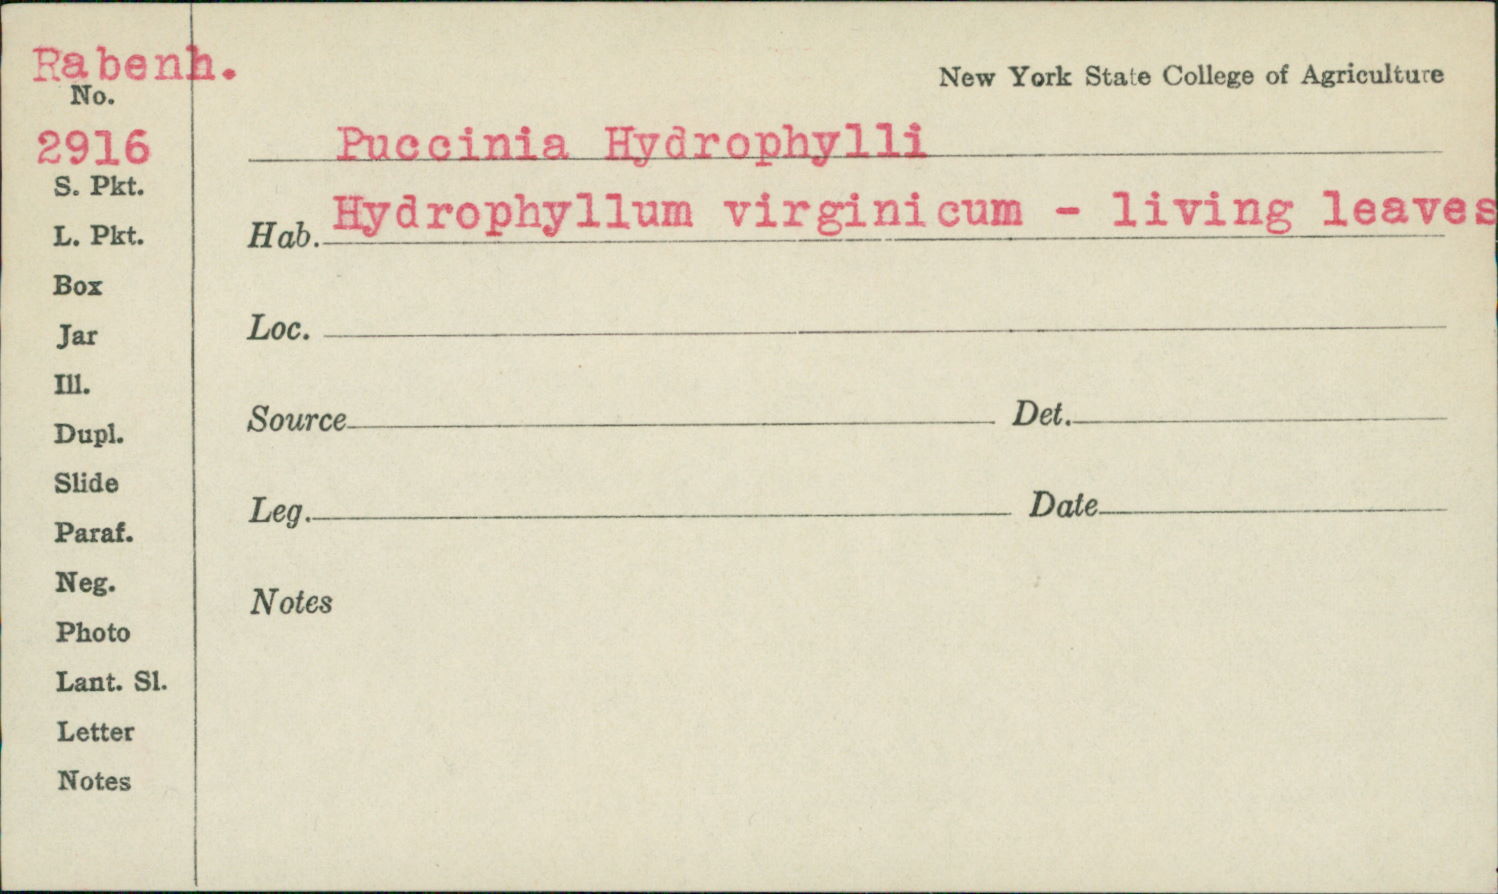 Rabenh.
No.
2916
S. Pkt.
L. Pkt.
Box
Jar
Ill.
Dupl.
Slide
Paraf.
Neg.
Photo
Lant. Sl.
Letter
Notes
New York State College of Agriculture
Puccinia Hydrophylli
Hab. Hydrophyllum virginicum - living leaves
Loc.
Source Det.
Leg. Date
Notes